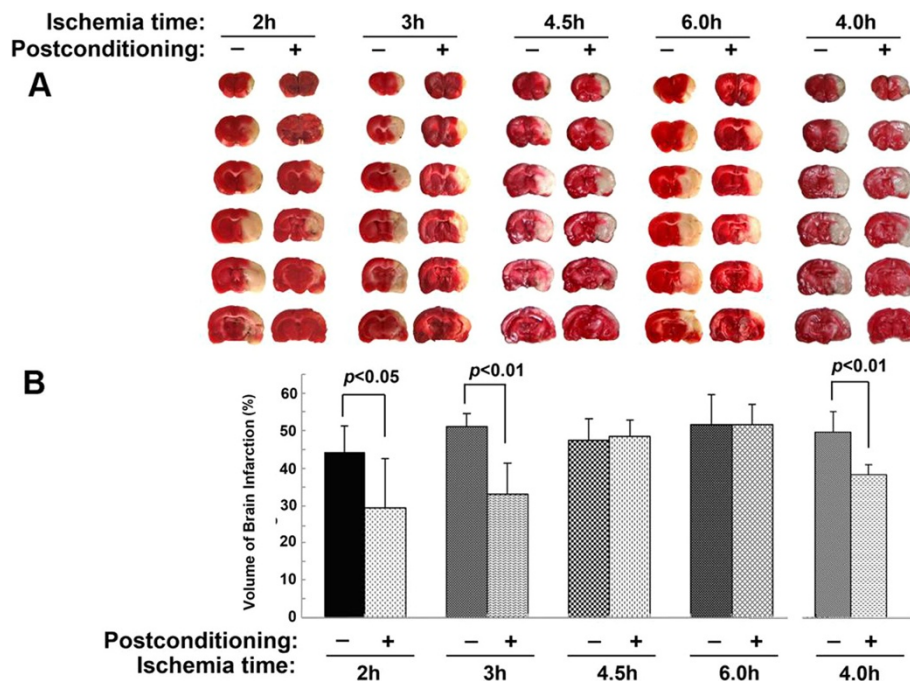 Ischemia time: 2h 3h 4.5h 6.0h 4.0h
Postconditioning: – + – + – + – + – +
A
B
p<0.05 p<0.01 p<0.01
Volume of Brain Infarction (%)
60
50
40
30
20
10
0
Postconditioning: – + – + – + – + – +
Ischemia time: 2h 3h 4.5h 6.0h 4.0h